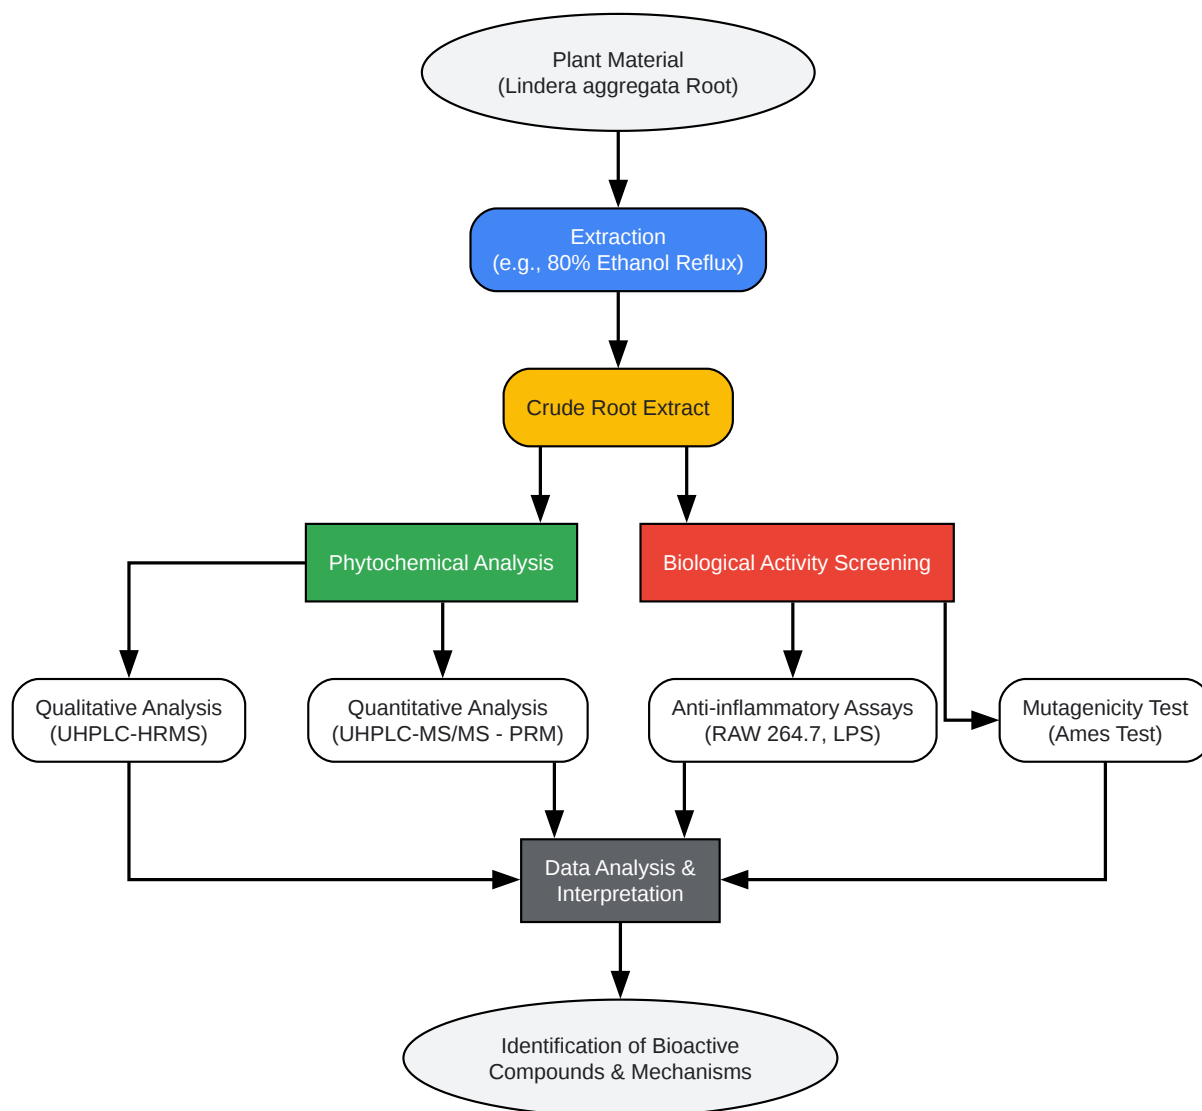 Plant Material
(Lindera aggregata Root)
Extraction
(e.g., 80% Ethanol Reflux)
Crude Root Extract
Phytochemical Analysis
Biological Activity Screening
Qualitative Analysis
(UHPLC-HRMS)
Quantitative Analysis
(UHPLC-MS/MS - PRM)
Anti-inflammatory Assays
(RAW 264.7, LPS)
Mutagenicity Test
(Ames Test)
Data Analysis &
Interpretation
Identification of Bioactive
Compounds & Mechanisms